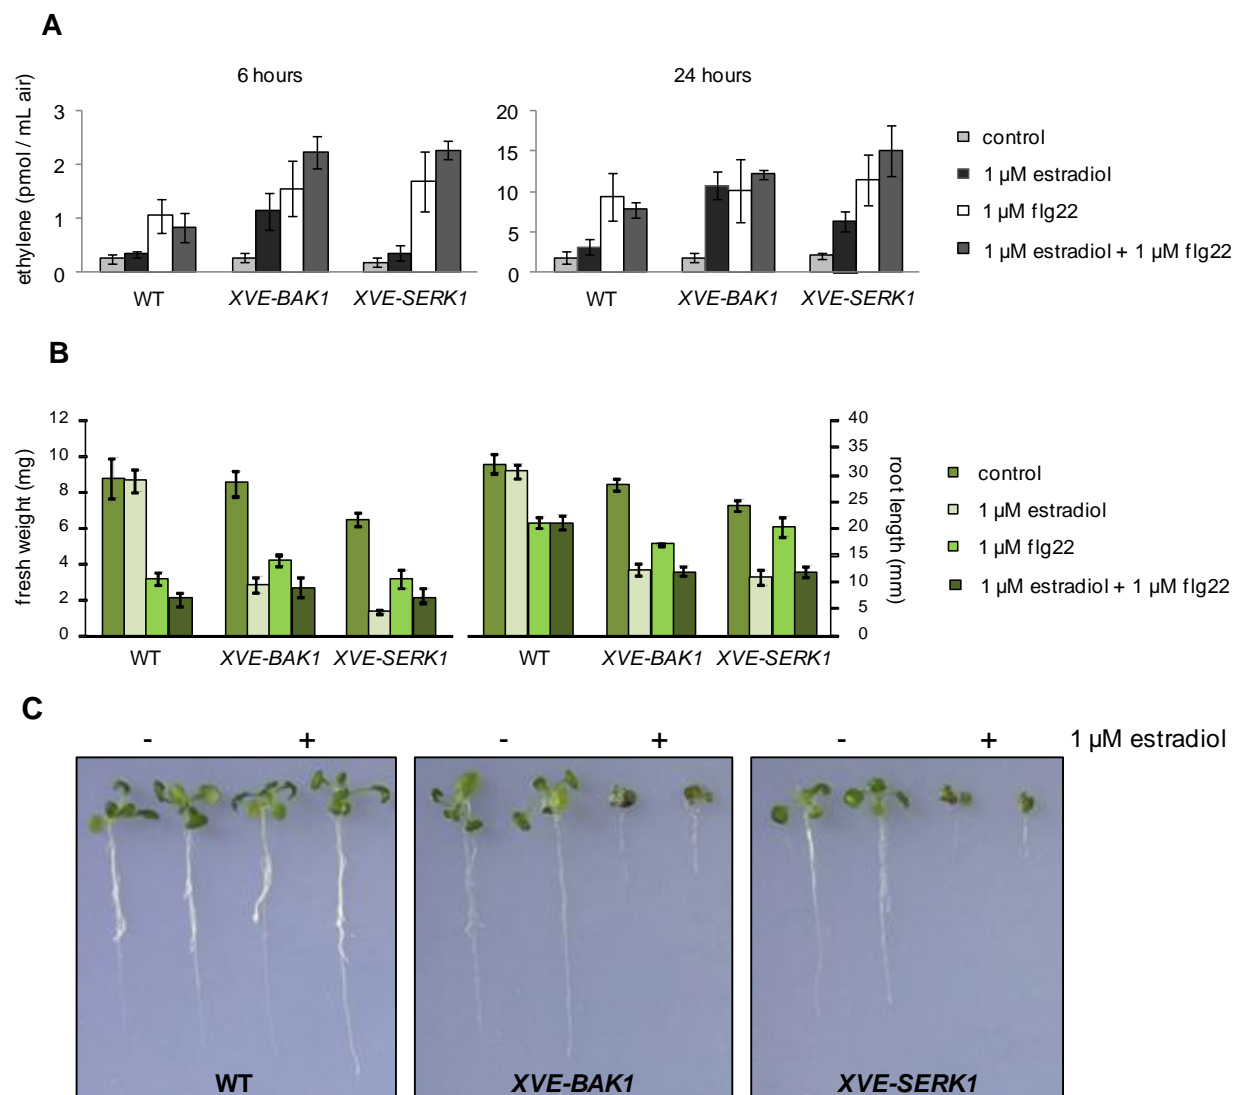 A
6 hours
24 hours
ethylene (pmol / mL air)
3
2
1
0
WT
XVE-BAK1
XVE-SERK1
20
15
10
5
0
WT
XVE-BAK1
XVE-SERK1
control
1 µM estradiol
1 µM flg22
1 µM estradiol + 1 µM flg22
B
fresh weight (mg)
12
10
8
6
4
2
0
WT
XVE-BAK1
XVE-SERK1
WT
XVE-BAK1
XVE-SERK1
40
35
30
25
20
15
10
5
0
root length (mm)
control
1 µM estradiol
1 µM flg22
1 µM estradiol + 1 µM flg22
C
- + - + - + 1 µM estradiol
WT
XVE-BAK1
XVE-SERK1